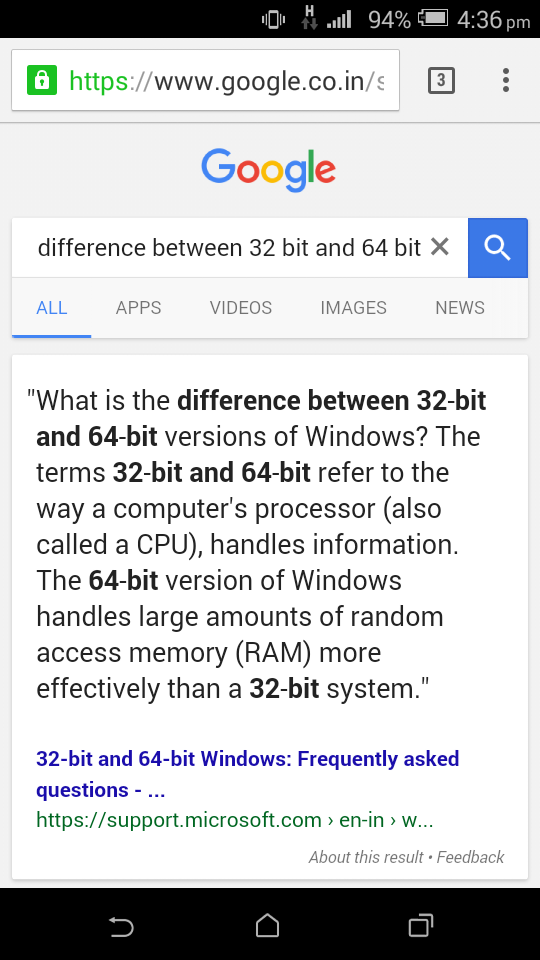 H
94% 4:36 pm
https://www.google.co.in/s
3
Google
difference between 32 bit and 64 bit
ALL APPS VIDEOS IMAGES NEWS
"What is the difference between 32-bit
and 64-bit versions of Windows? The
terms 32-bit and 64-bit refer to the
way a computer's processor (also
called a CPU), handles information.
The 64-bit version of Windows
handles large amounts of random
access memory (RAM) more
effectively than a 32-bit system."
32-bit and 64-bit Windows: Frequently asked
questions - ...
https://support.microsoft.com › en-in › w...
About this result • Feedback